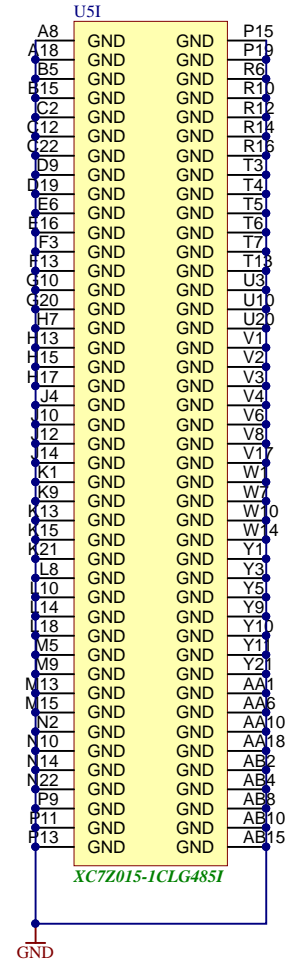 U5I
A8 GND GND P15
A18 GND GND P19
B5 GND GND R6
B15 GND GND R10
C2 GND GND R12
C12 GND GND R14
C22 GND GND R16
D9 GND GND T3
D19 GND GND T4
E6 GND GND T5
E16 GND GND T6
F3 GND GND T7
F13 GND GND T13
G10 GND GND U3
G20 GND GND U10
H7 GND GND U20
H13 GND GND V1
H15 GND GND V2
H17 GND GND V3
J4 GND GND V4
J10 GND GND V6
J12 GND GND V8
J14 GND GND V17
K1 GND GND W1
K9 GND GND W7
K13 GND GND W10
K15 GND GND W14
K21 GND GND Y1
L8 GND GND Y3
L10 GND GND Y5
L14 GND GND Y9
L18 GND GND Y10
M5 GND GND Y11
M9 GND GND Y21
M13 GND GND AA1
M15 GND GND AA6
N2 GND GND AA10
N10 GND GND AA18
N14 GND GND AB2
N22 GND GND AB4
P9 GND GND AB8
P11 GND GND AB10
P13 GND GND AB15
XC7Z015-1CLG485I
GND